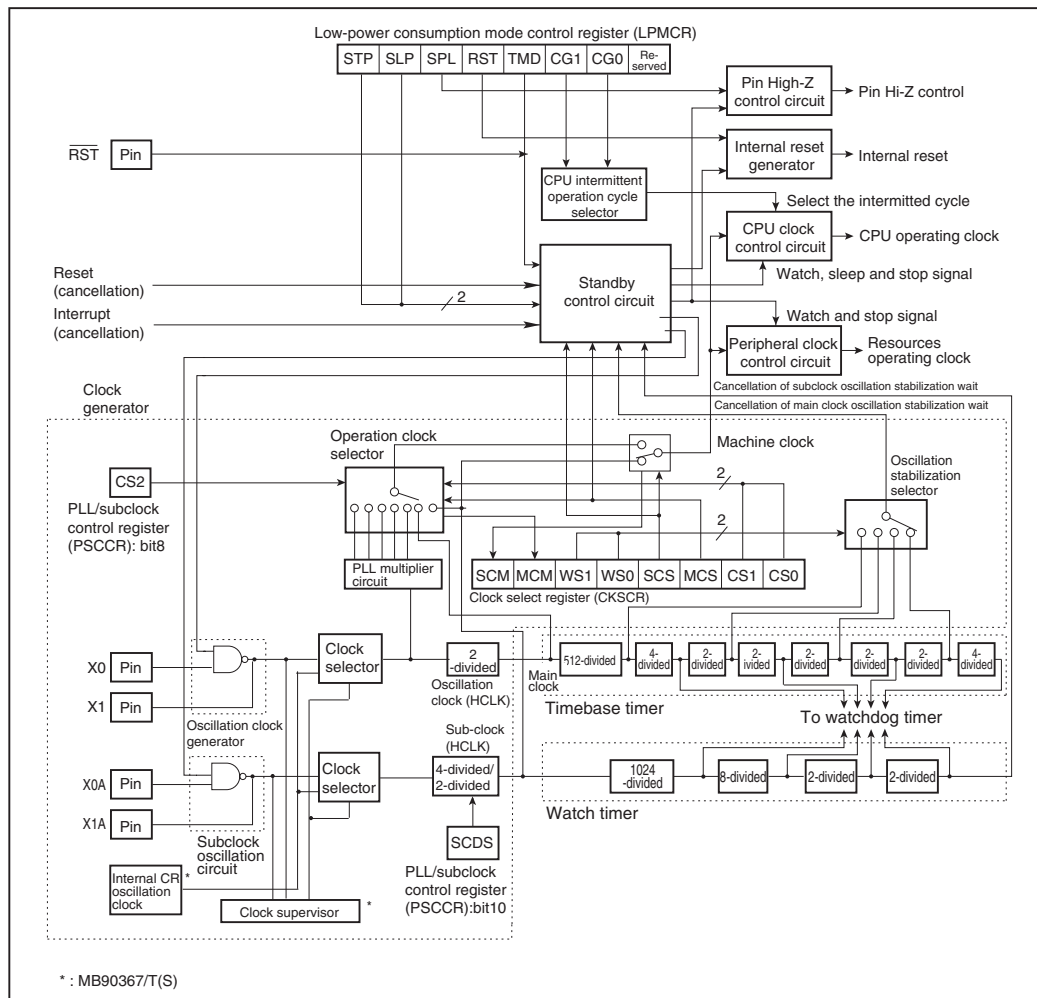 Low-power consumption mode control register (LPMCR)
STP SLP SPL RST TMD CG1 CG0 Re-
served
Pin High-Z
control circuit
Pin Hi-Z control
RST Pin
Internal reset
generator
Internal reset
CPU intermittent
operation cycle
selector
Select the intermitted cycle
CPU clock
control circuit
CPU operating clock
Watch, sleep and stop signal
Reset
(cancellation)
Standby
control circuit
2
Interrupt
(cancellation)
Watch and stop signal
Peripheral clock
control circuit
Resources
operating clock
Clock
generator
Cancellation of subclock oscillation stabilization wait
Cancellation of main clock oscillation stabilization wait
Operation clock
selector
Machine clock
Oscillation
stabilization
selector
CS2
2
PLL/subclock
control register
(PSCCR): bit8
2
PLL multiplier
circuit
SCM MCM WS1 WS0 SCS MCS CS1 CS0
Clock select register (CKSCR)
X0 Pin
Clock
selector
2
-divided
512-divided
4-
divided
2-
divided
2-
ivided
2-
divided
2-
divided
2-
divided
4-
divided
Main
clock
X1 Pin
Oscillation
clock (HCLK)
Timebase timer
Oscillation clock
generator
To watchdog timer
Sub-clock
(HCLK)
X0A Pin
Clock
selector
4-divided/
2-divided
1024
-divided
8-divided
2-divided
2-divided
X1A Pin
Watch timer
Subclock
oscillation
circuit
SCDS
Internal CR
oscillation
clock
*
PLL/subclock
control register
(PSCCR):bit10
Clock supervisor
*
* : MB90367/T(S)